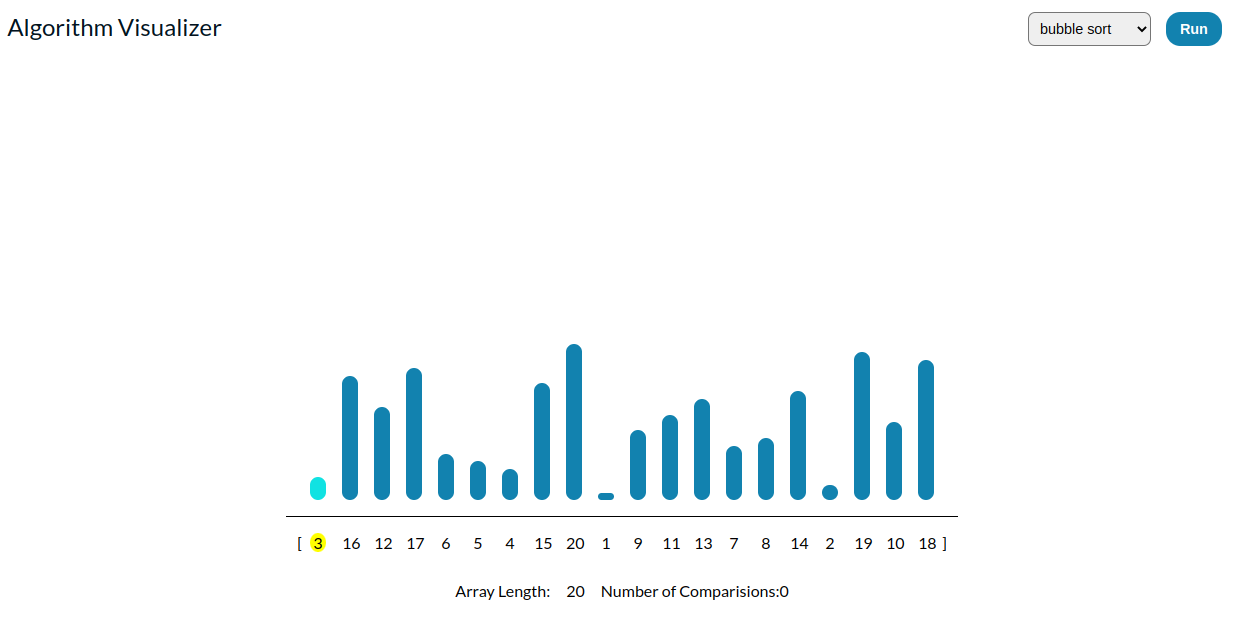 Algorithm Visualizer
bubble sort
Run
[ 3 16 12 17 6 5 4 15 20 1 9 11 13 7 8 14 2 19 10 18 ]
Array Length: 20 Number of Comparisions:0